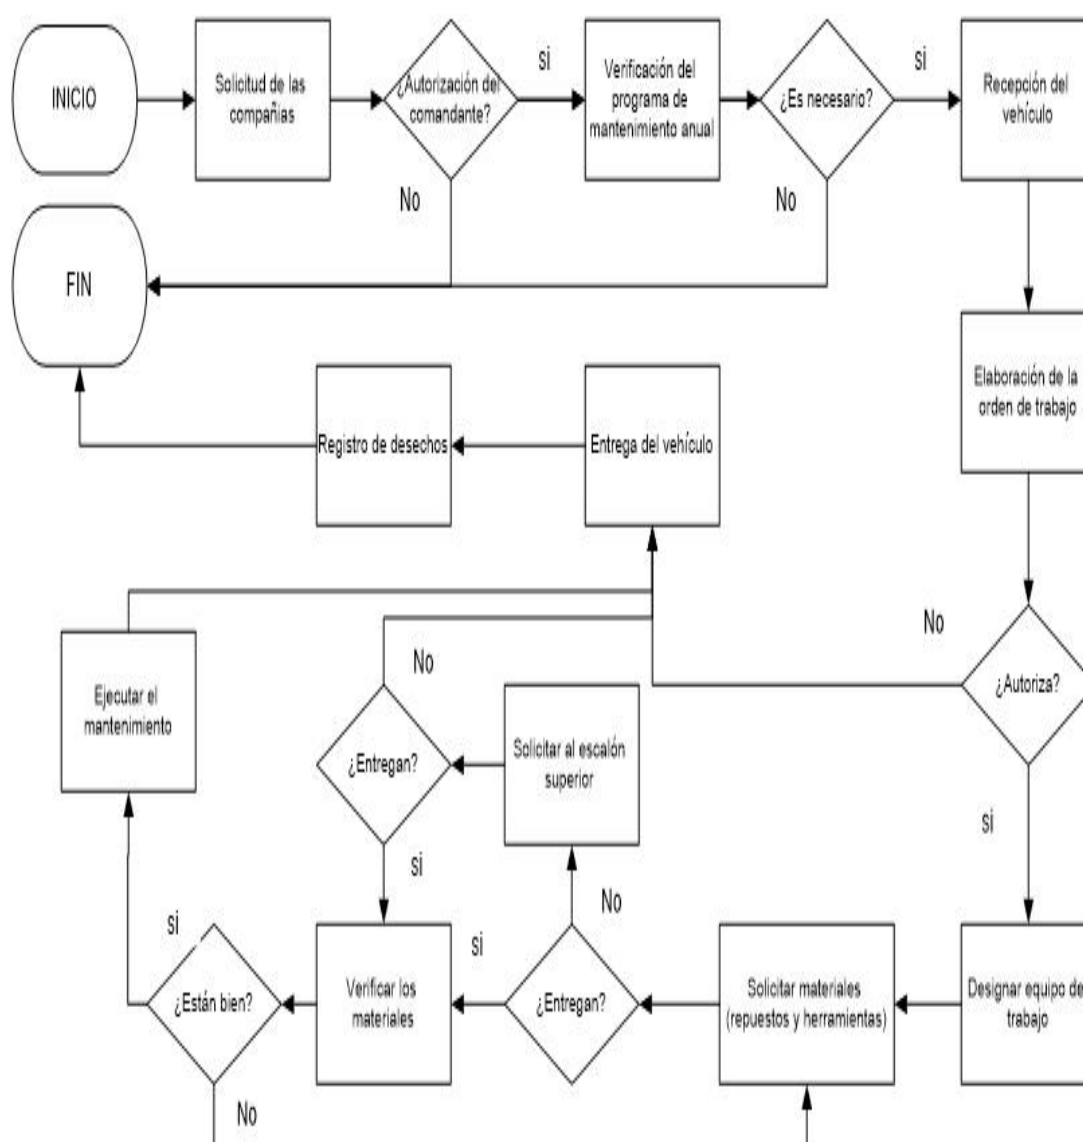 INICIO
Solicitud de las
compañias
¿Autorización del
comandante?
si
No
Verificación del
programa de
mantenimiento anual
¿Es necesario?
si
No
Recepción del
vehículo
FIN
Elaboración de la
orden de trabajo
Registro de desechos
Entrega del vehículo
No
¿Autoriza?
si
Ejecutar el
mantenimiento
No
¿Entregan?
si
Solicitar al escalón
superior
No
si
¿Están bien?
No
Verificar los
materiales
si
¿Entregan?
Solicitar materiales
(repuestos y herramientas)
Designar equipo de
trabajo